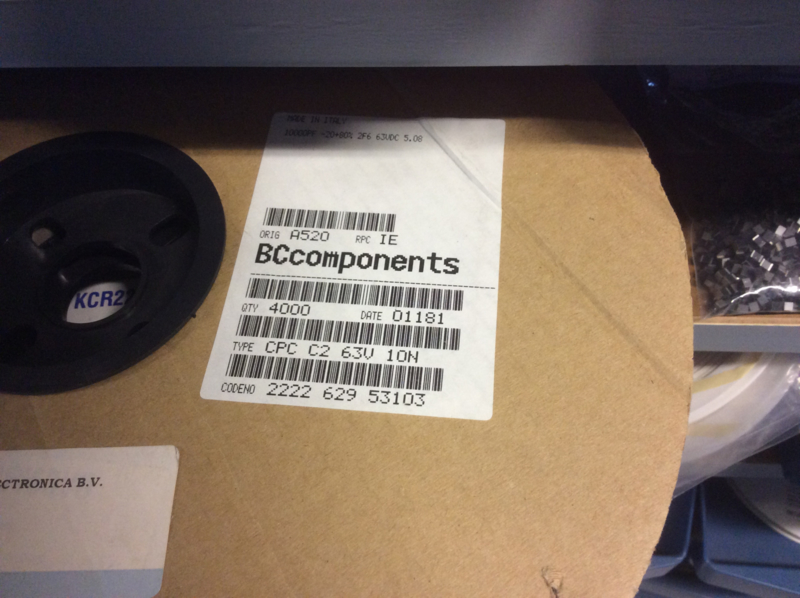 MADE IN ITALY
10000PF -20+80% 2F6 63VDC 5.08
ORIG A520 RPC IE
BCcomponents
QTY 4000 DATE 01181
TYPE CPC C2 63V 10N
CODENO 2222 629 53103
KCR2
CTRONICA B.V.